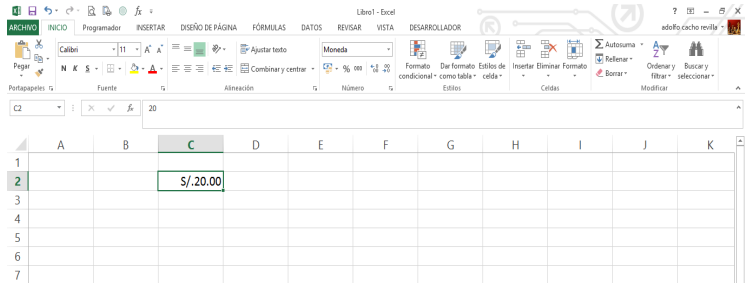 Libro1 - Excel
ARCHIVO INICIO Programador INSERTAR DISEÑO DE PÁGINA FÓRMULAS DATOS REVISAR VISTA DESARROLLADOR adolfo cacho revilla
Calibri 11 A A Ajustar texto Moneda Autosuma
Pegar N K S A Combinar y centrar % 000 Formato condicional Dar formato como tabla Estilos de celda Insertar Eliminar Formato Rellenar Borrar Ordenar y filtrar Buscar y seleccionar
Portapapeles Fuente Alineación Número Estilos Celdas Modificar
C2 fx 20
A B C D E F G H I J K
1
2 S/.20.00
3
4
5
6
7